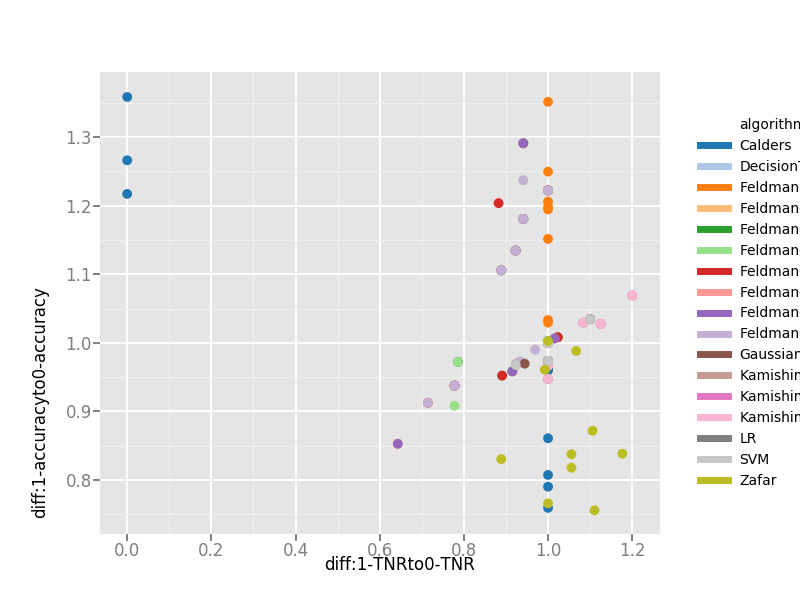 diff:1-accuracyto0-accuracy
1.3
1.2
1.1
1.0
0.9
0.8
0.0
0.2
0.4
0.6
0.8
1.0
1.2
diff:1-TNRto0-TNR
algorithm
Calders
Decision
Feldman
Feldman
Feldman
Feldman
Feldman
Feldman
Feldman
Feldman
Gaussian
Kamishin
Kamishin
Kamishin
LR
SVM
Zafar